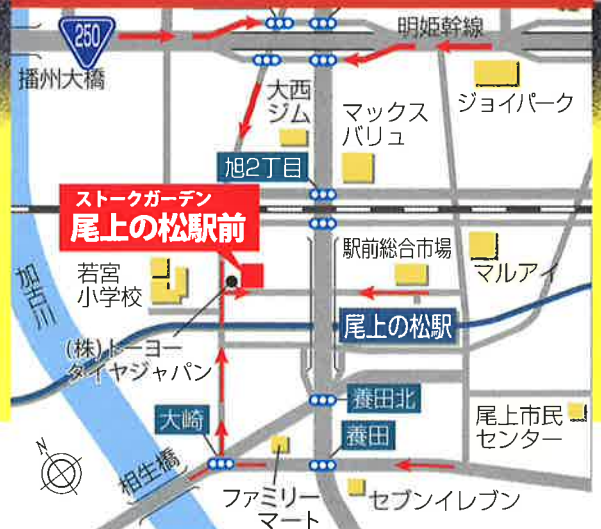 250
明姫幹線
播州大橋
大西
ジム
マックス
バリュ
ジョイパーク
旭2丁目
ストークガーデン
尾上の松駅前
駅前総合市場
マルアイ
若宮
小学校
加古川
尾上の松駅
(株)トーヨー
タイヤジャパン
養田北
大崎
養田
尾上市民
センター
N
相生橋
ファミリー
マート
セブンイレブン